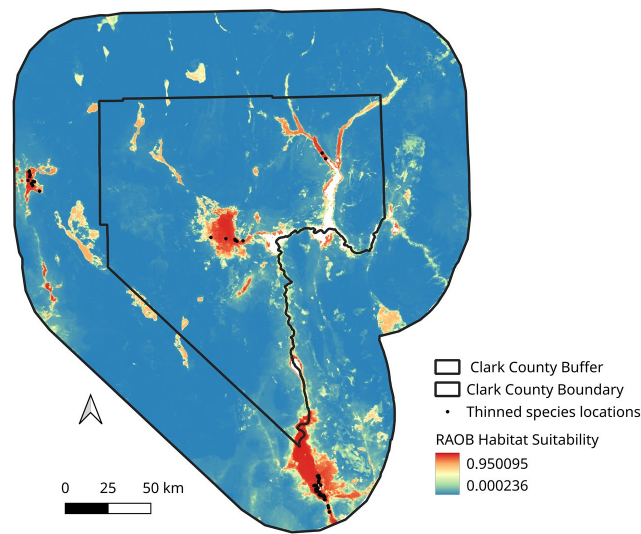 Clark County Buffer
Clark County Boundary
Thinned species locations
RAOB Habitat Suitability
0.950095
0.000236
0 25 50 km